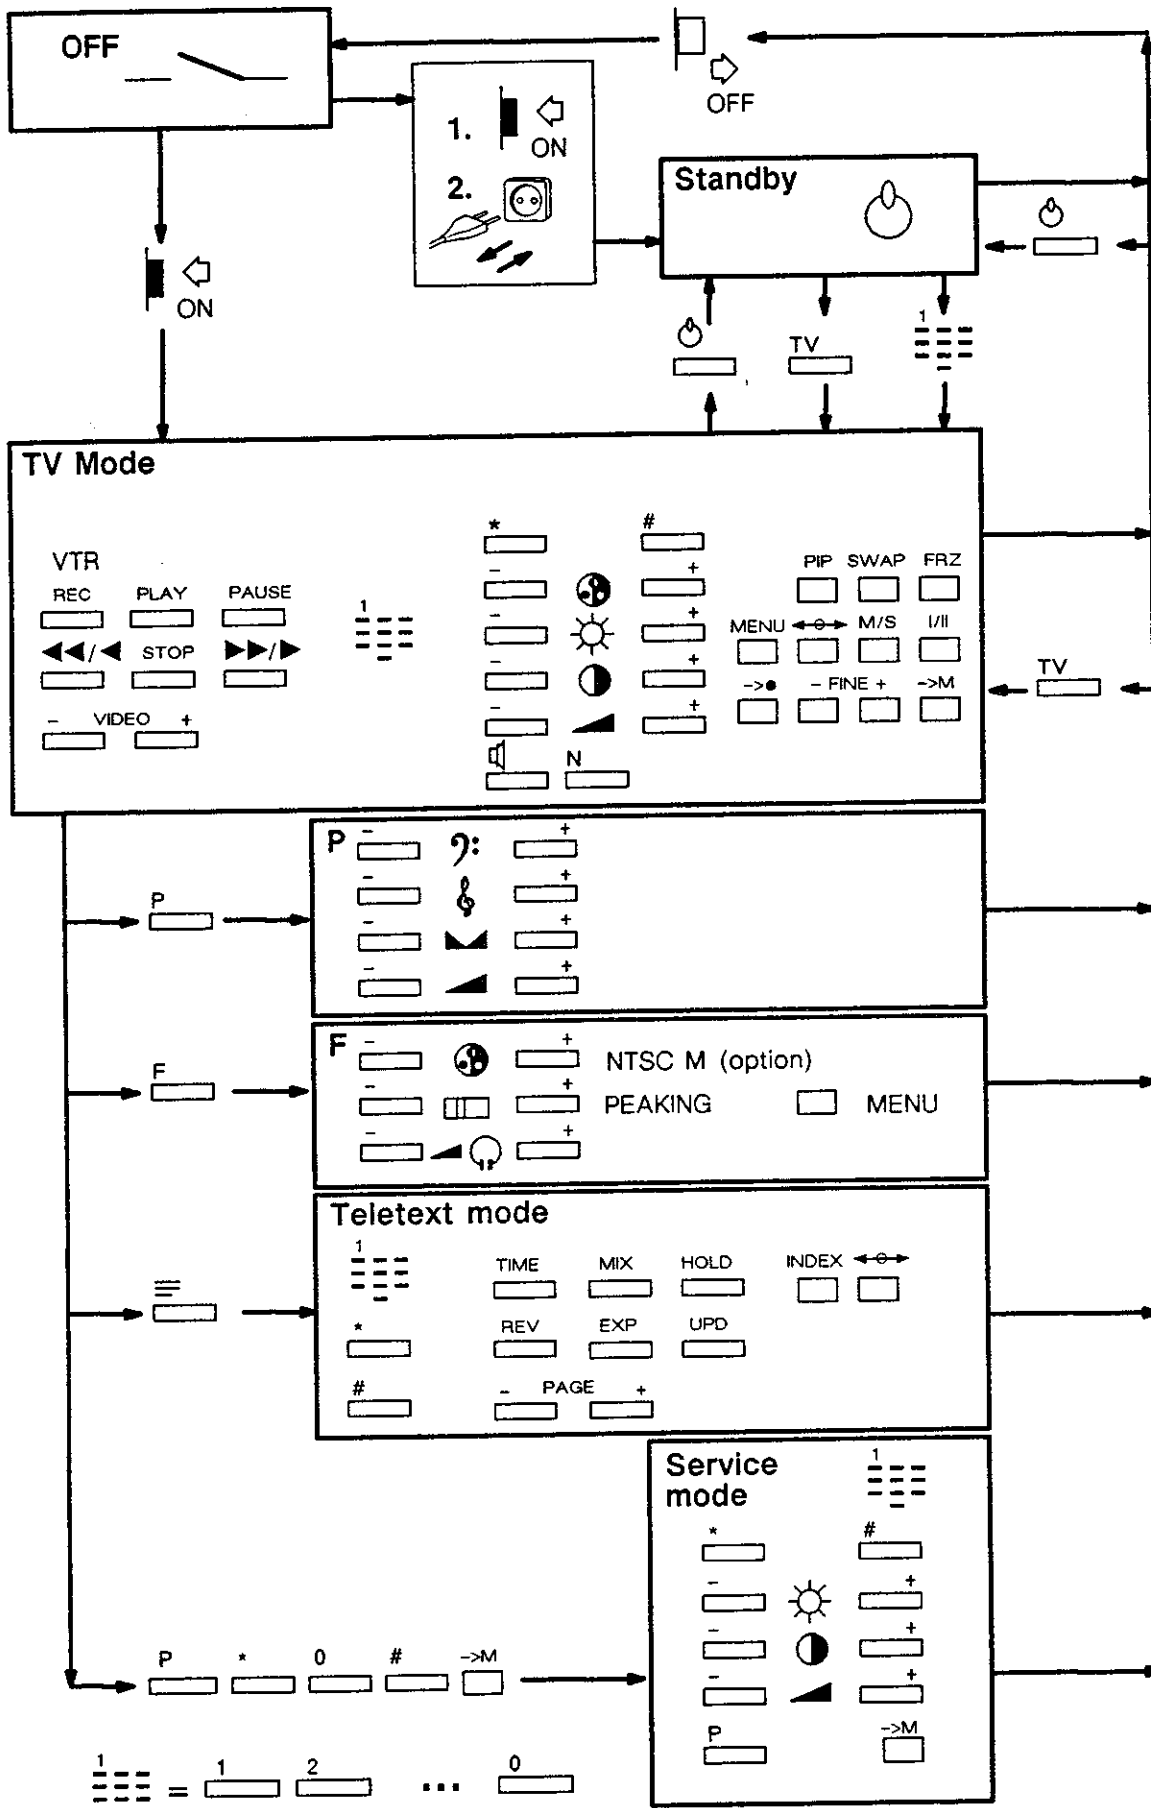 OFF
OFF
1.
ON
2.
Standby
ON
1
TV
TV Mode
* #
VTR
- +
PIP SWAP FRZ
REC PLAY PAUSE
1
- +
MENU M/S I/II
STOP
- +
TV
->● - FINE + ->M
- VIDEO +
- +
N
P
- +
- +
- +
- +
P
F
- + NTSC M (option)
- + PEAKING MENU
- +
F
Teletext mode
1
TIME MIX HOLD INDEX
*
REV EXP UPD
#
- PAGE +
Service
mode
1
* #
- +
- +
- +
P ->M
P * 0 # ->M
1 = 1 2 ... 0